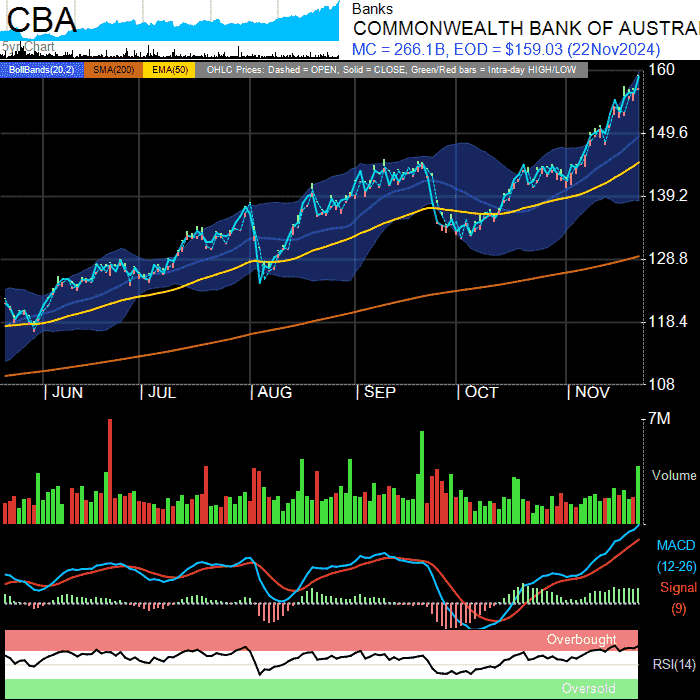 CBA
5yr Chart
Banks
COMMONWEALTH BANK OF AUSTRA
MC = 266.1B, EOD = $159.03 (22Nov2024)
BollBands(20,2) SMA(200) EMA(50) OHLC Prices: Dashed = OPEN, Solid = CLOSE, Green/Red bars = Intra-day HIGH/LOW
160
149.6
139.2
128.8
118.4
108
JUN JUL AUG SEP OCT NOV
7M
Volume
MACD
(12-26)
Signal
(9)
Overbought
RSI(14)
Oversold